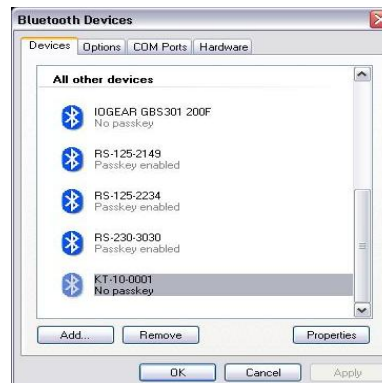 Bluetooth Devices
Devices Options COM Ports Hardware
All other devices
IOGEAR GBS301 200F
No passkey
RS-125-2149
Passkey enabled
RS-125-2234
Passkey enabled
RS-230-3030
Passkey enabled
KT-10-0001
No passkey
Add... Remove Properties
OK Cancel Apply